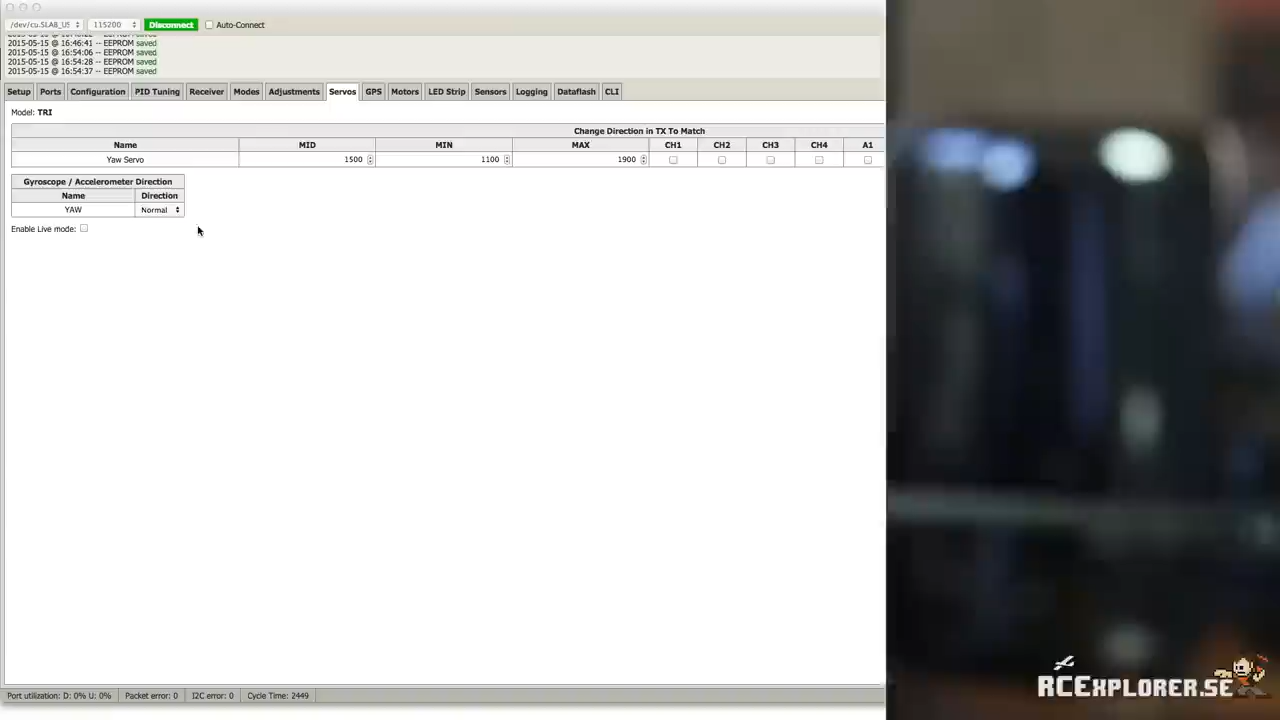 /dev/cu.SLAB_US 115200 Disconnect Auto-Connect
2015-05-15 @ 16:46:41 -- EEPROM saved
2015-05-15 @ 16:54:06 -- EEPROM saved
2015-05-15 @ 16:54:28 -- EEPROM saved
2015-05-15 @ 16:54:37 -- EEPROM saved
Setup Ports Configuration PID Tuning Receiver Modes Adjustments Servos GPS Motors LED Strip Sensors Logging Dataflash CLI
Model: TRI
Change Direction in TX To Match
Name MID MIN MAX CH1 CH2 CH3 CH4 A1
Yaw Servo 1500 1100 1900
Gyroscope / Accelerometer Direction
Name Direction
YAW Normal
Enable Live mode:
Port utilization: D: 0% U: 0% Packet error: 0 I2C error: 0 Cycle Time: 2449
RCEXPLORER.SE